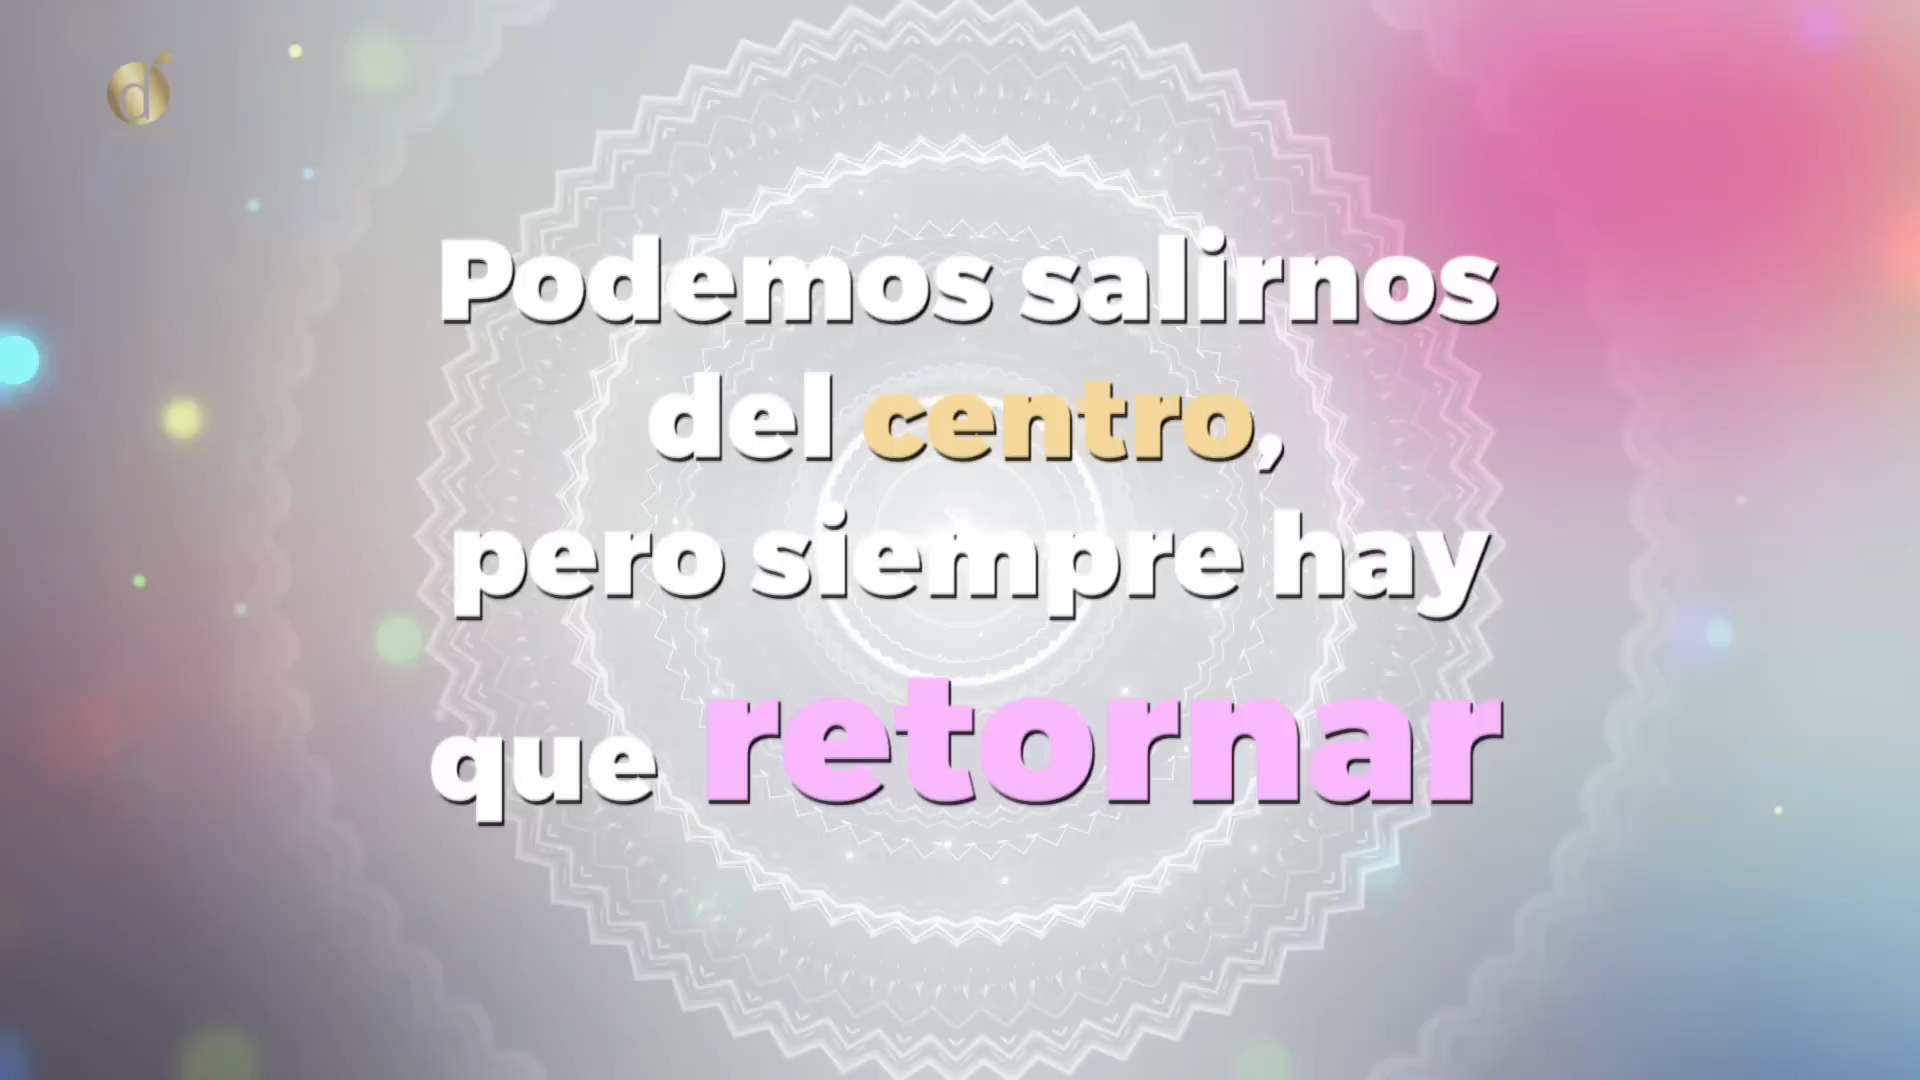 Podemos salirnos
del centro,
pero siempre hay
que retornar